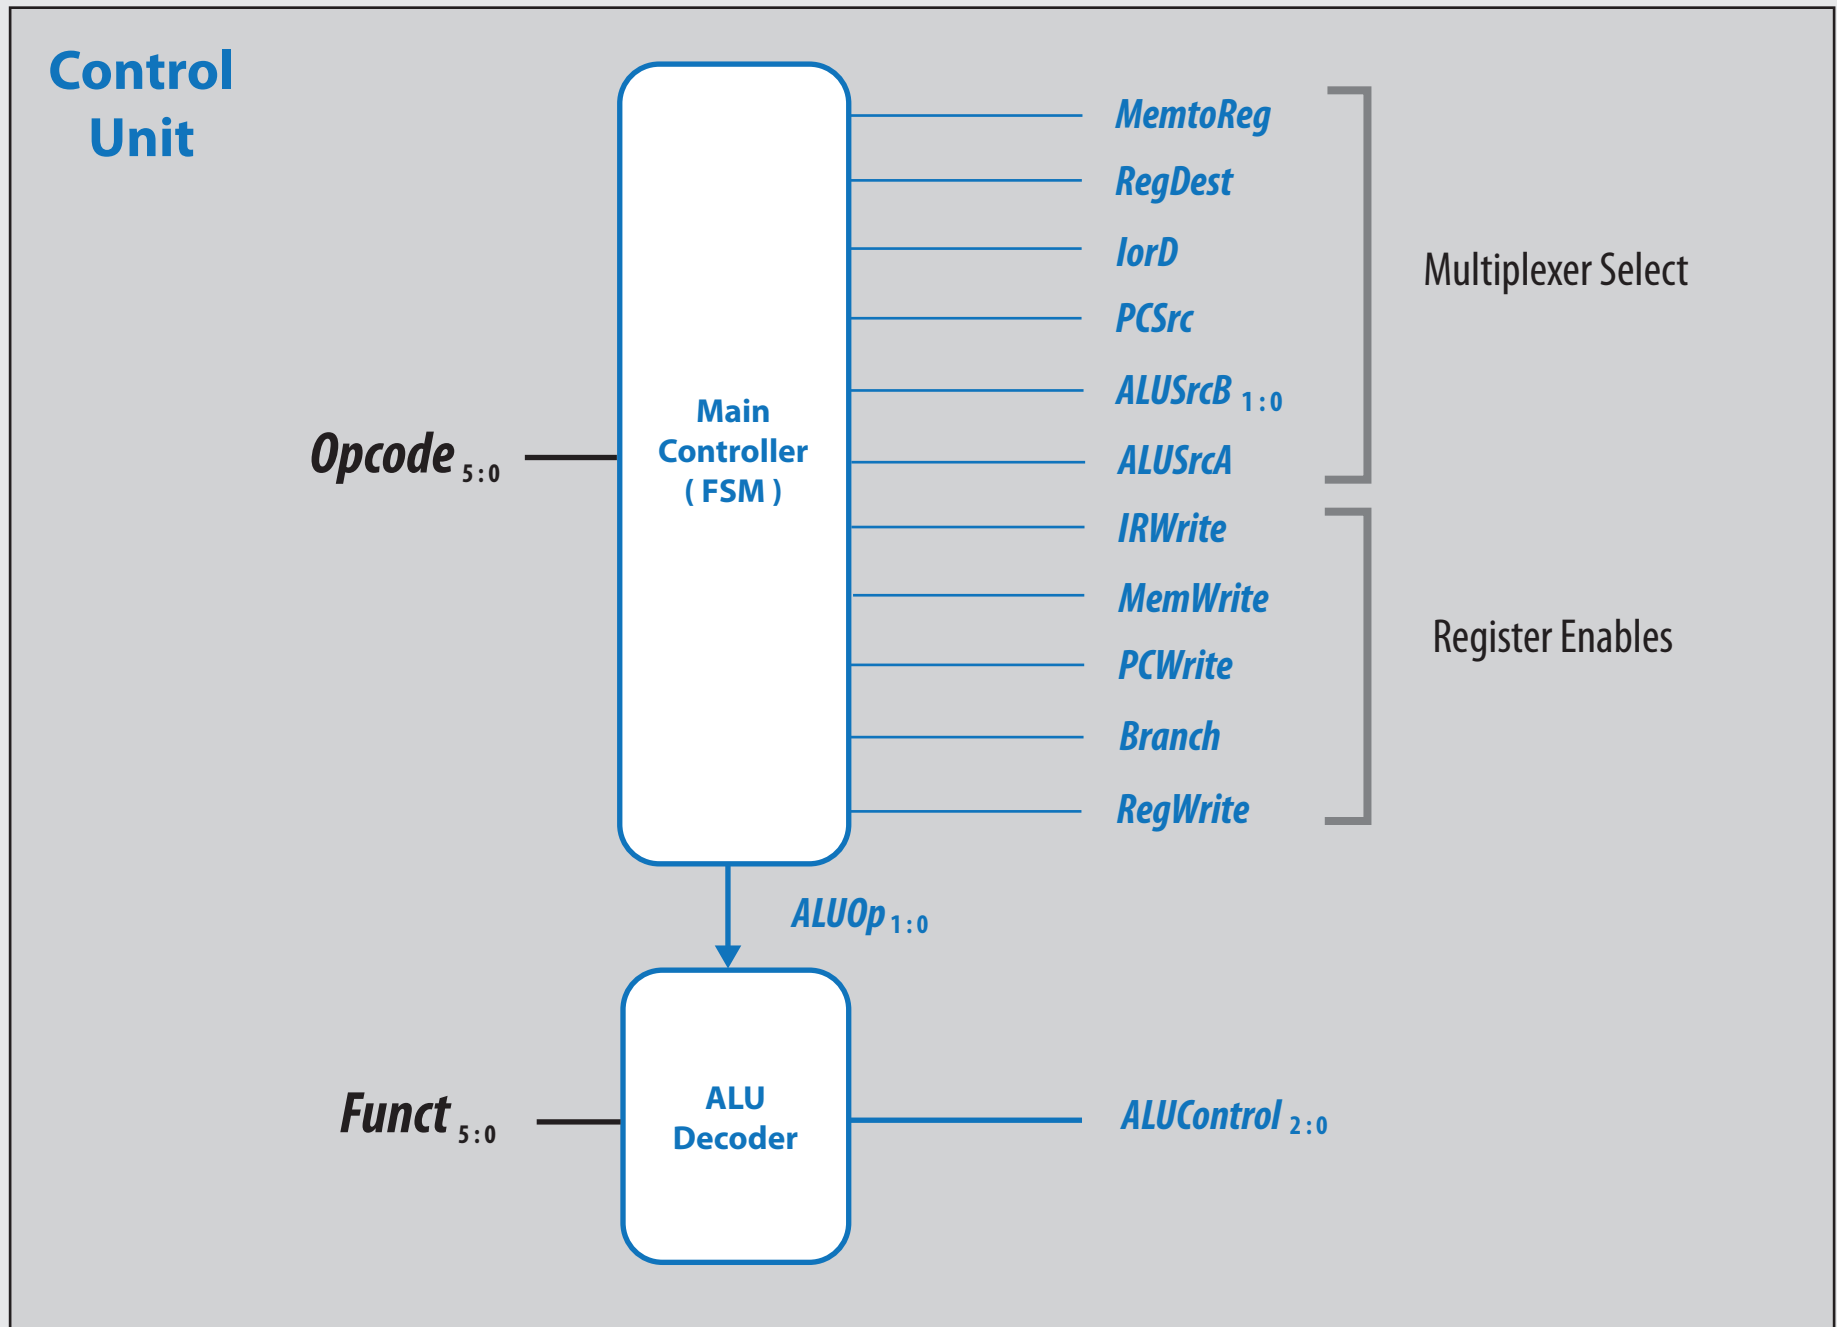 Control
Unit
MemtoReg
RegDest
IorD
PCSrc
ALUSrcB 1:0
ALUSrcA
Multiplexer Select
Opcode 5:0
Main
Controller
( FSM )
IRWrite
MemWrite
PCWrite
Branch
RegWrite
Register Enables
ALUOp 1:0
Funct 5:0
ALU
Decoder
ALUControl 2:0